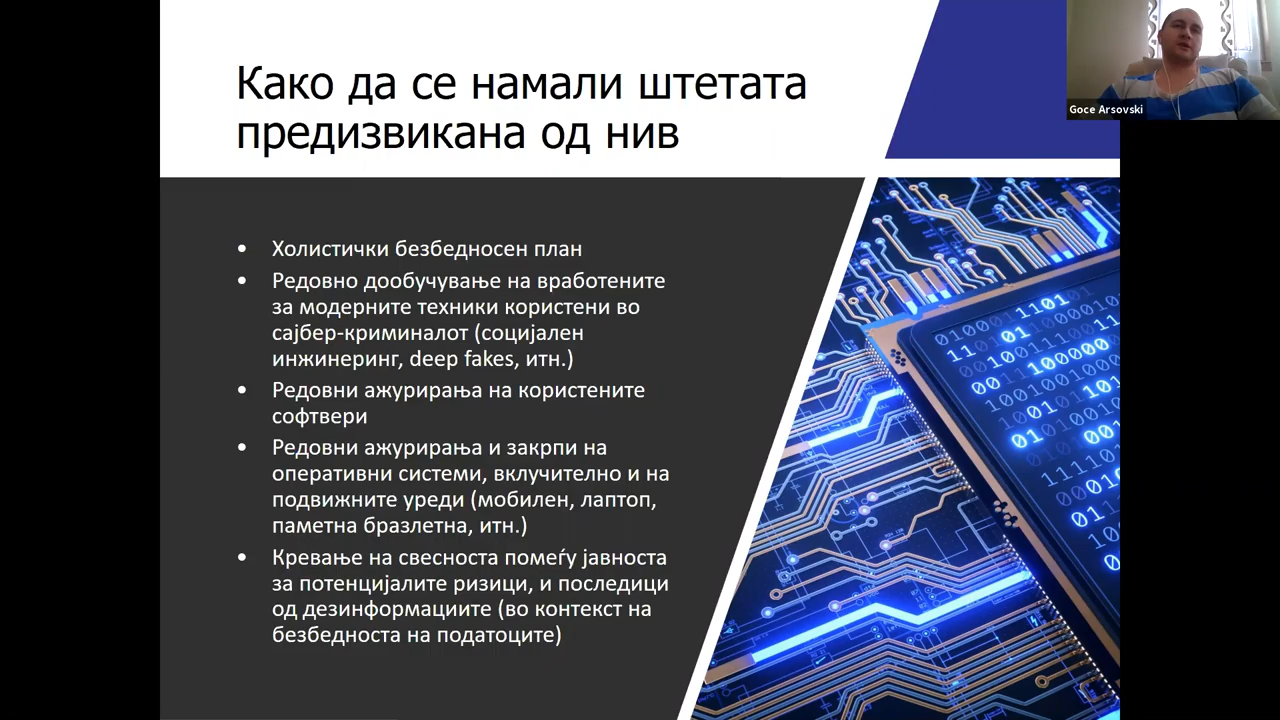 Како да се намали штетата
предизвикана од нив
Goce Arsovski
• Холистички безбедносен план
• Редовно дообучување на вработените
за модерните техники користени во
сајбер-криминалот (социјален
инжинеринг, deep fakes, итн.)
• Редовни ажурирања на користените
софтвери
• Редовни ажурирања и закрпи на
оперативни системи, вклучително и на
подвижните уреди (мобилен, лаптоп,
паметна бразлетна, итн.)
• Кревање на свесноста помеѓу јавноста
за потенцијалите ризици, и последици
од дезинформациите (во контекст на
безбедноста на податоците)